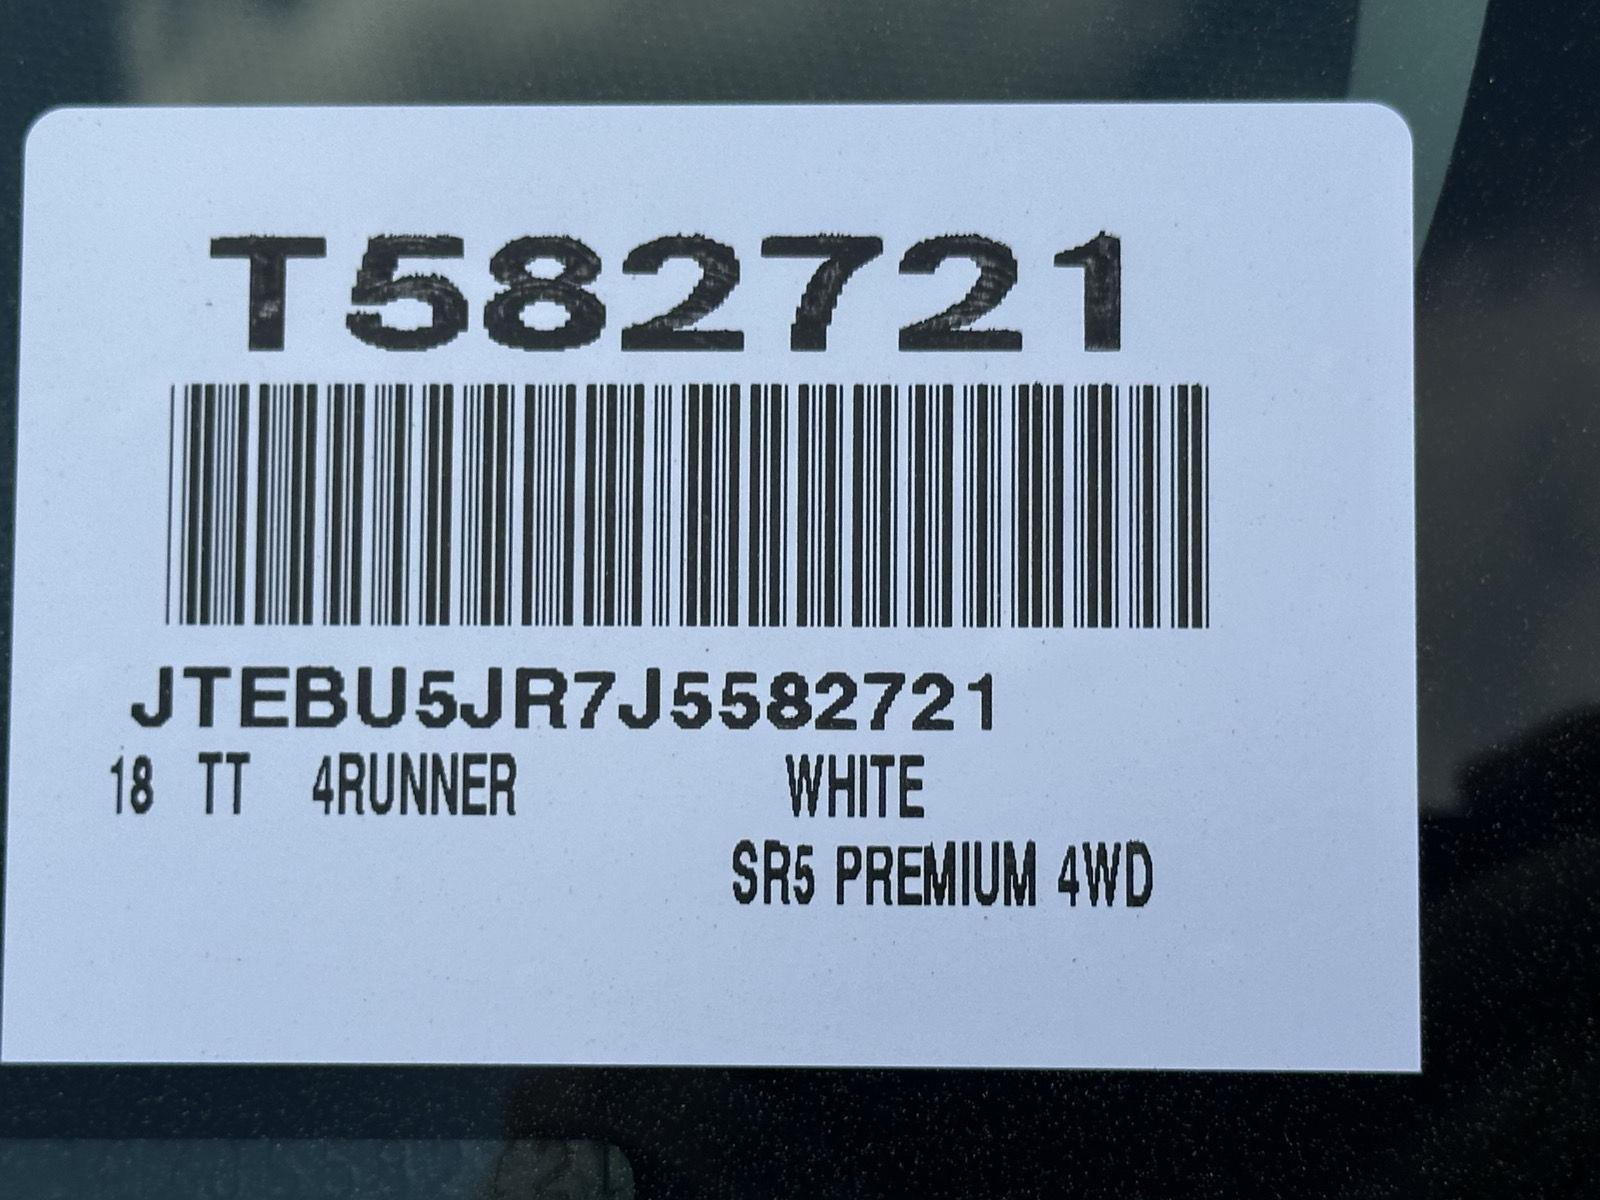 T582721
JTEBU5JR7J5582721
18 TT 4RUNNER WHITE
SR5 PREMIUM 4WD